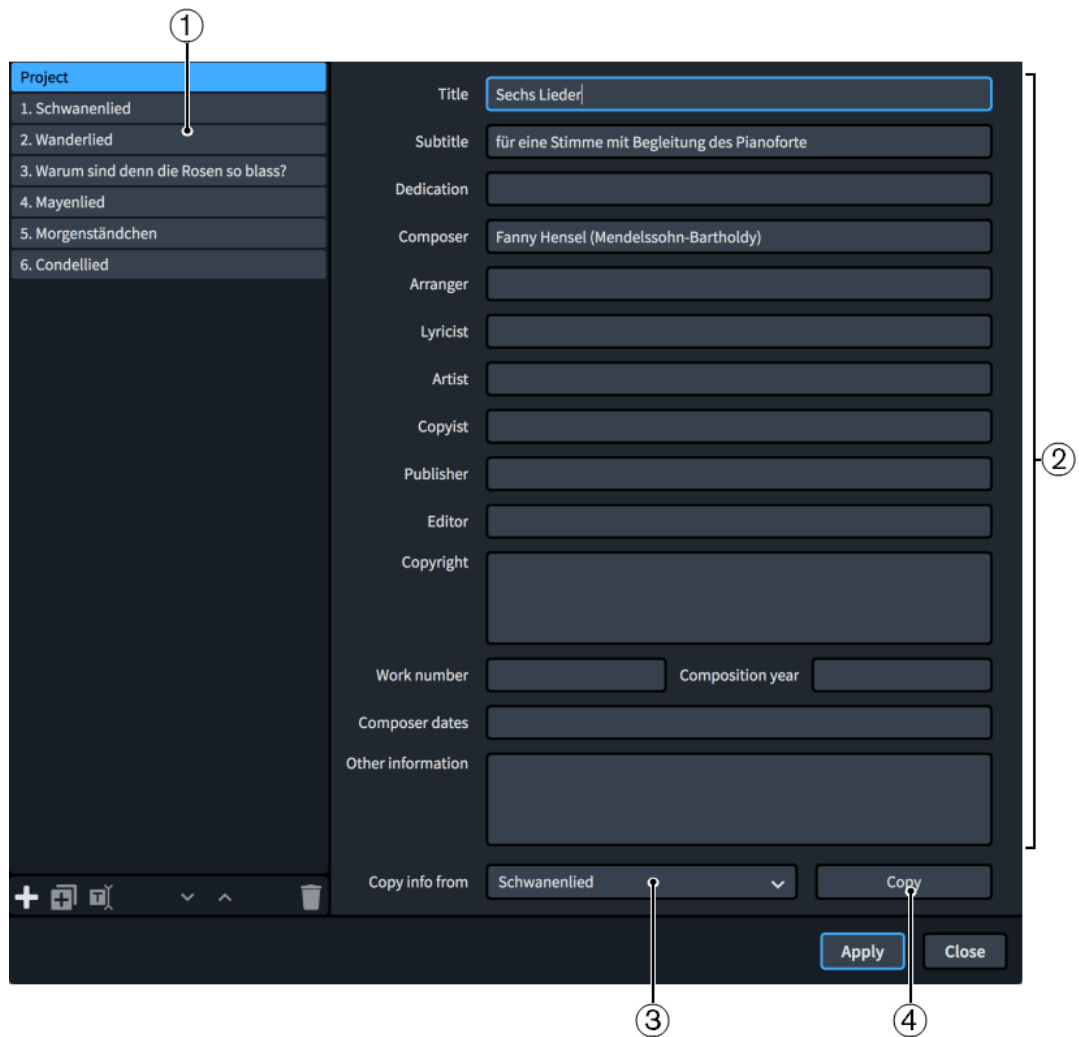 1
Project
1. Schwanenlied
2. Wanderlied
3. Warum sind denn die Rosen so blass?
4. Mayenlied
5. Morgenständchen
6. Condellied
Title Sechs Lieder
Subtitle für eine Stimme mit Begleitung des Pianoforte
Dedication
Composer Fanny Hensel (Mendelssohn-Bartholdy)
Arranger
Lyricist
Artist
Copyist
Publisher
Editor
Copyright
Work number Composition year
Composer dates
Other information
2
Copy info from Schwanenlied Copy
Apply Close
3 4